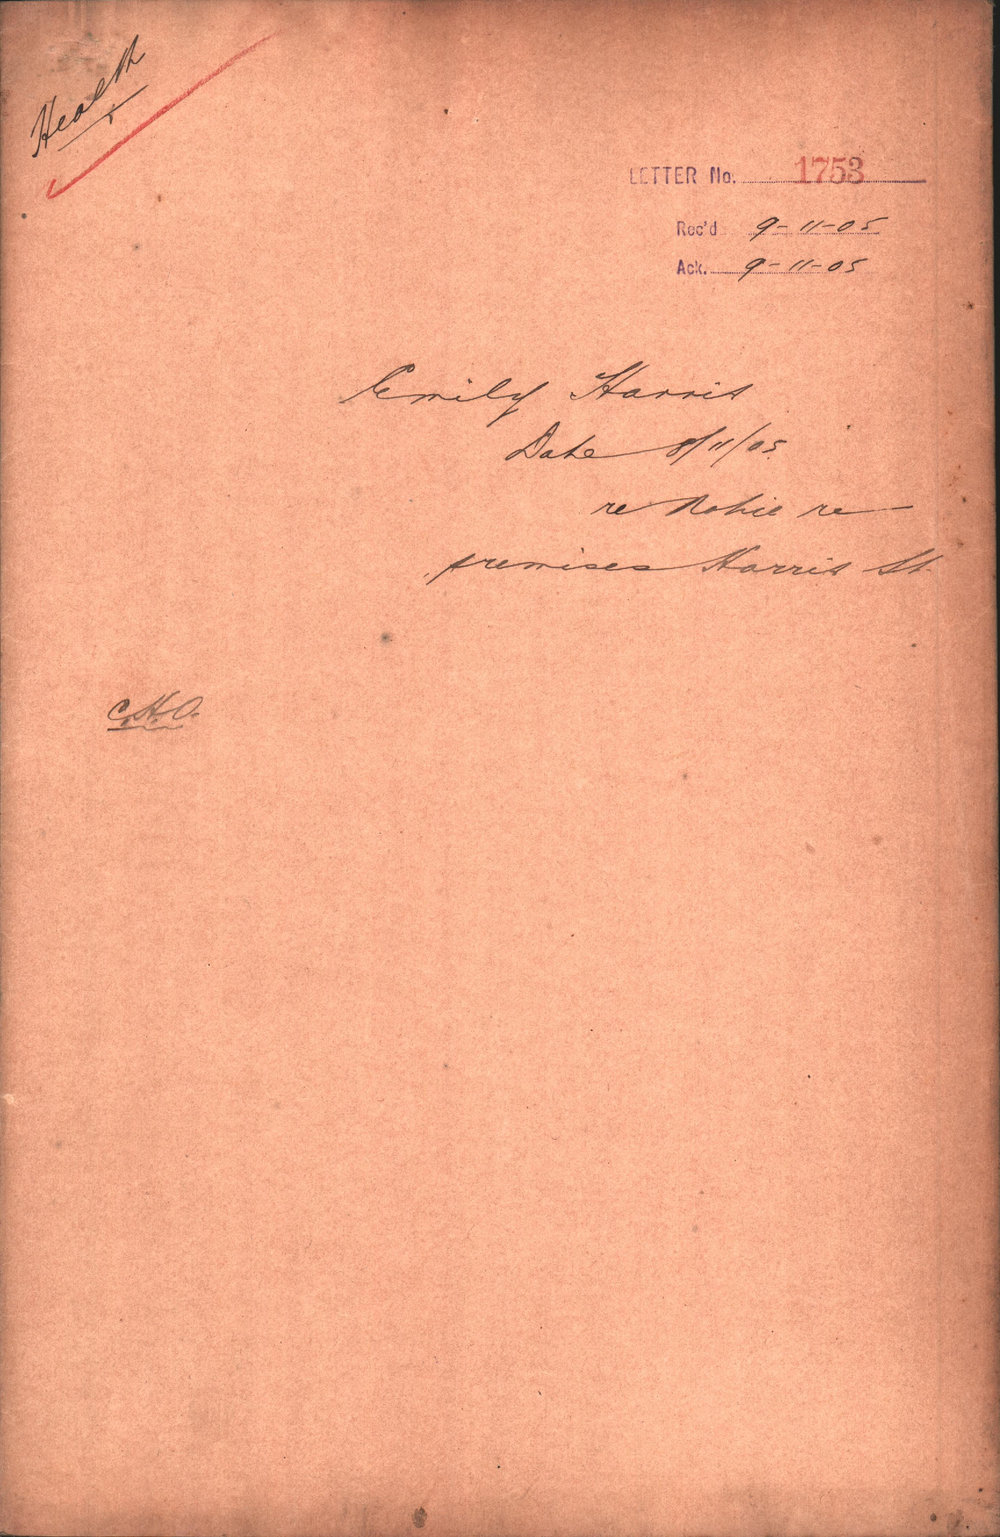 Health
LETTER No. 1753
Rec'd 9-11-05
Ack. 9-11-05
Emily Harris
Date 8/11/05
re Notice re
premises Harris St.
C.H.O.